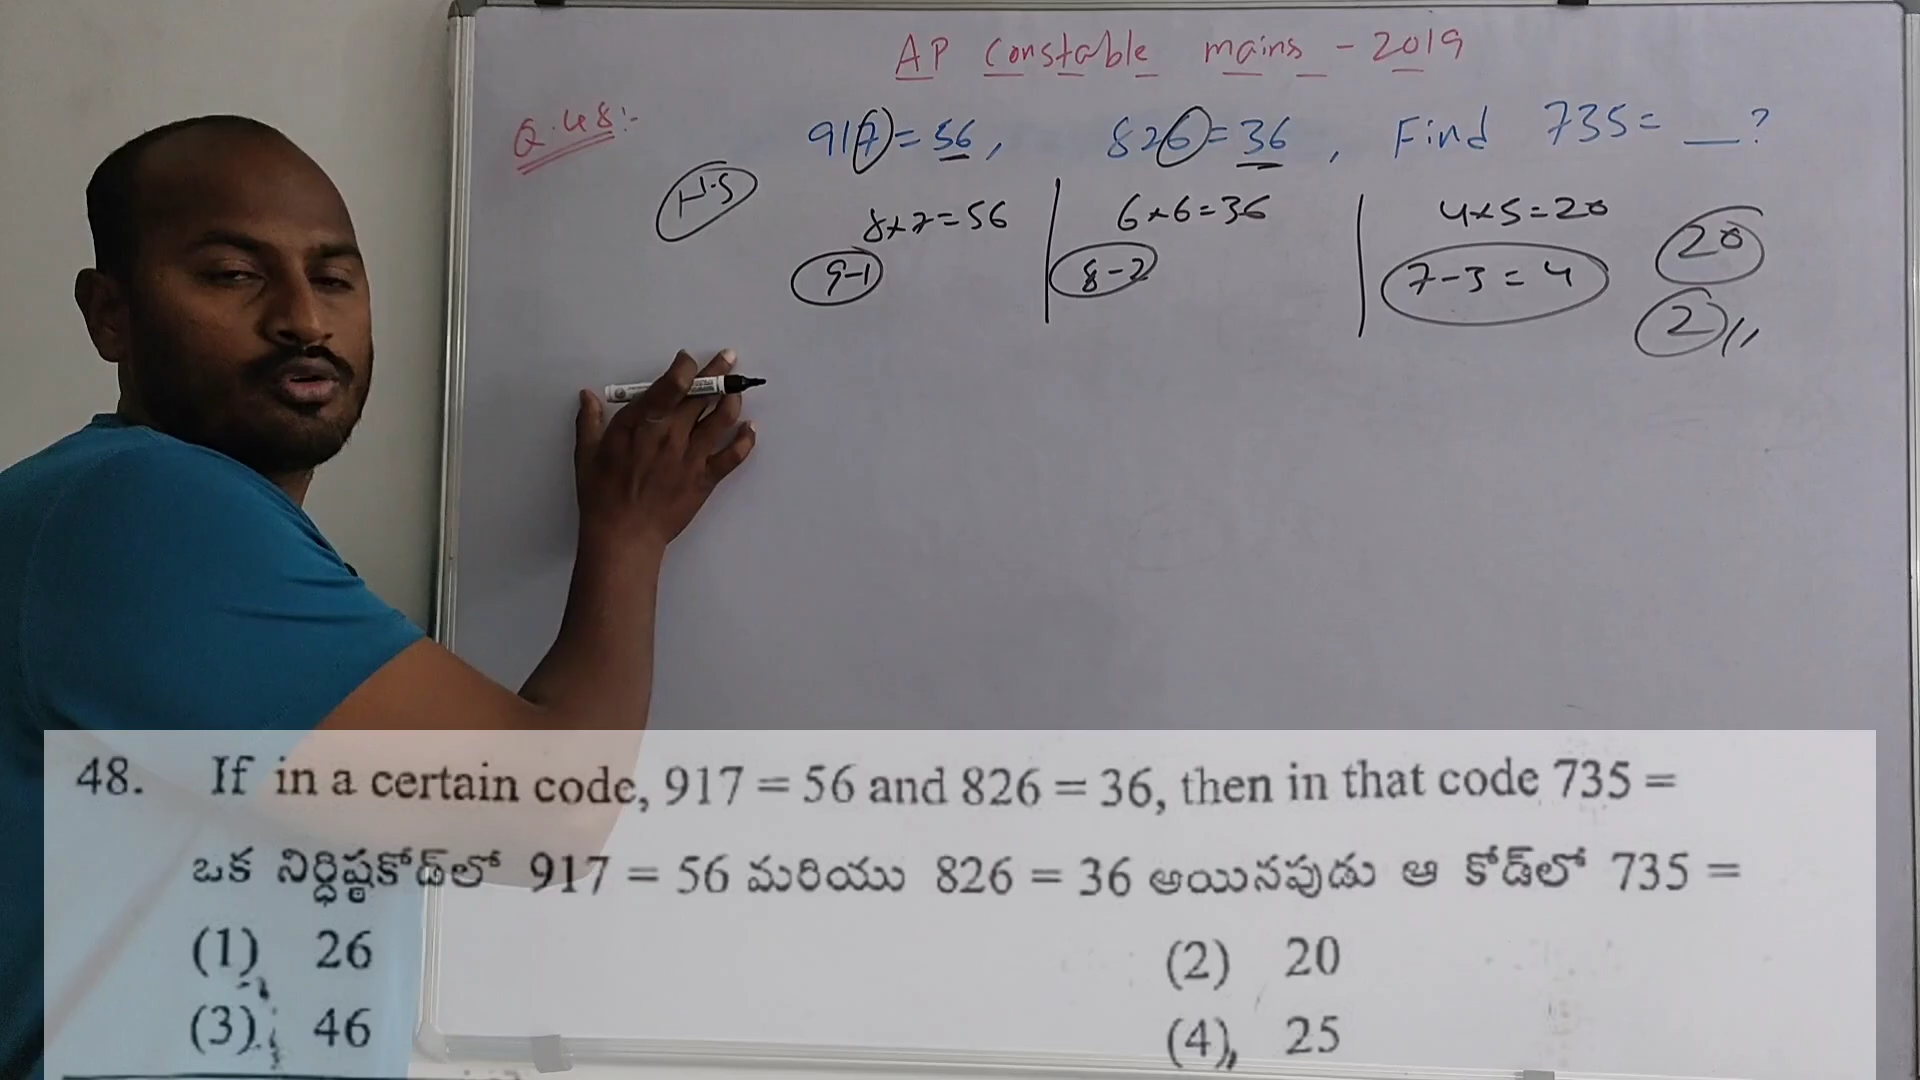 AP Constable mains - 2019
Q.48:-
917 = 56, 826 = 36, Find 735 = __?
8×7=56 6×6=36 4×5=20 20
9-1 8-2 7-3=4 2
48. If in a certain code, 917 = 56 and 826 = 36, then in that code 735 =
ఒక నిర్ధిష్ఠకోడ్‌లో 917 = 56 మరియు 826 = 36 అయినపుడు ఆ కోడ్‌లో 735 =
(1) 26 (2) 20
(3) 46 (4) 25